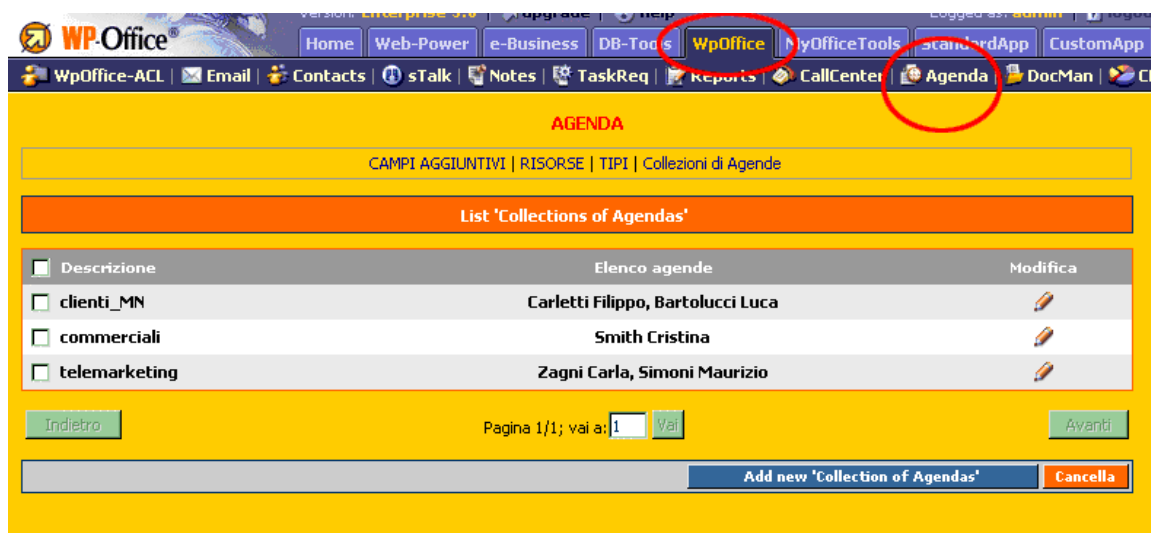 Version: Enterprise 5.0 | upgrade | help Logged as: admin | logou
WP-Office®
Home Web-Power e-Business DB-Tools WpOffice MyOfficeTools StandardApp CustomApp
WpOffice-ACL | Email | Contacts | sTalk | Notes | TaskReq | Reports | CallCenter | Agenda | DocMan |
AGENDA
CAMPI AGGIUNTIVI | RISORSE | TIPI | Collezioni di Agende
List 'Collections of Agendas'
Descrizione Elenco agende Modifica
clienti_MN Carletti Filippo, Bartolucci Luca
commerciali Smith Cristina
telemarketing Zagni Carla, Simoni Maurizio
Indietro Pagina 1/1; vai a: 1 Vai Avanti
Add new 'Collection of Agendas' Cancella